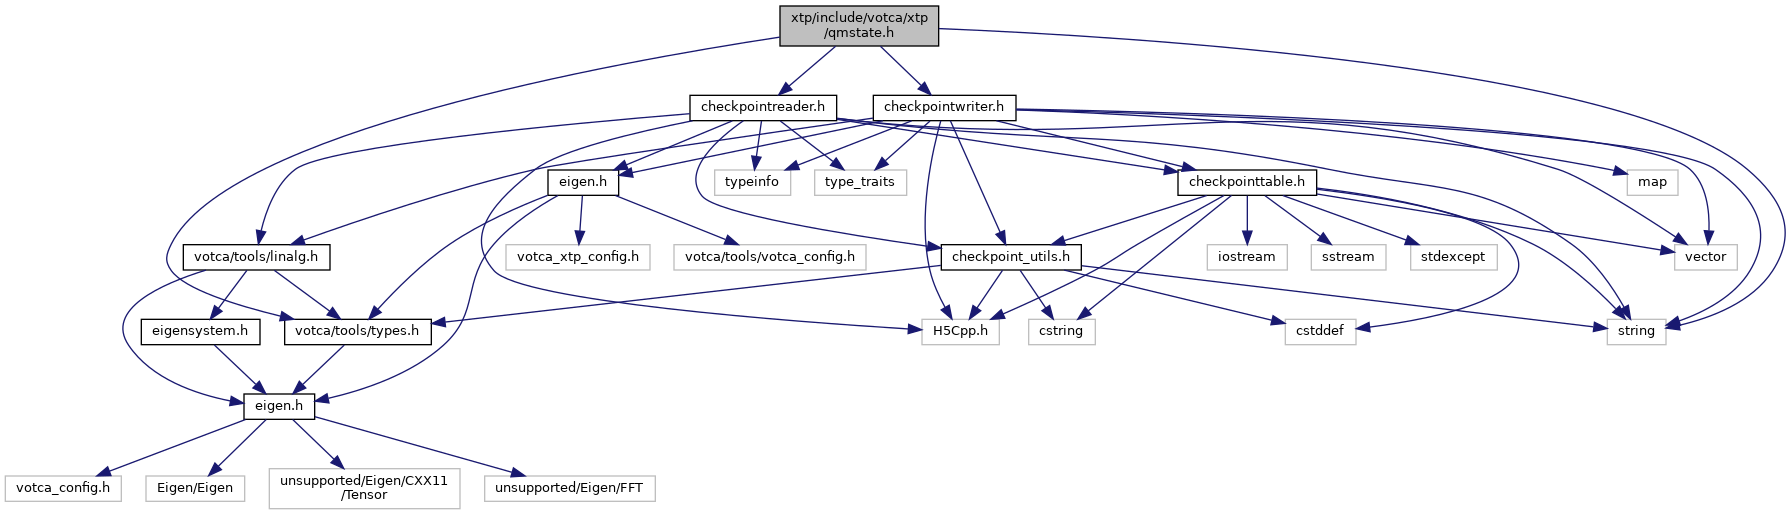 xtp/include/votca/xtp
/qmstate.h
checkpointreader.h
checkpointwriter.h
eigen.h
typeinfo
type_traits
checkpointtable.h
map
votca/tools/linalg.h
votca_xtp_config.h
votca/tools/votca_config.h
checkpoint_utils.h
iostream
sstream
stdexcept
vector
eigensystem.h
votca/tools/types.h
H5Cpp.h
cstring
cstddef
string
eigen.h
votca_config.h
Eigen/Eigen
unsupported/Eigen/CXX11
/Tensor
unsupported/Eigen/FFT